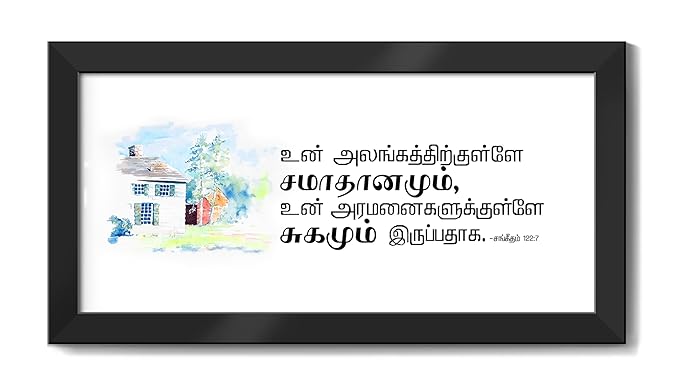 உன் அலங்கத்திற்குள்ளே
சமாதானமும்,
உன் அரமனைகளுக்குள்ளே
சுகமும் இருப்பதாக. -சங்கீதம் 122:7